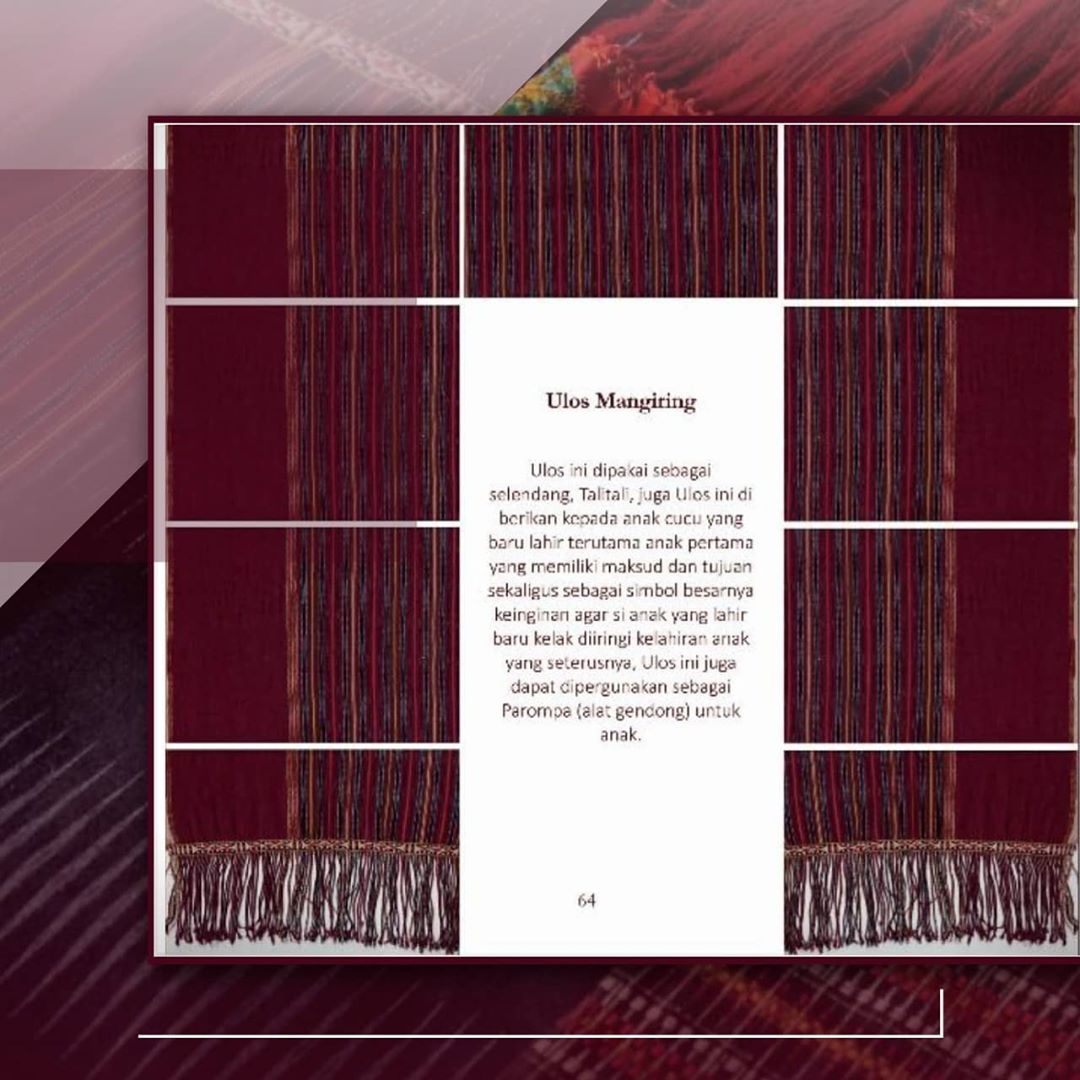 Ulos Mangiring
Ulos ini dipakai sebagai
selendang, Talitali, juga Ulos ini di
berikan kepada anak cucu yang
baru lahir terutama anak pertama
yang memiliki maksud dan tujuan
sekaligus sebagai simbol besarnya
keinginan agar si anak yang lahir
baru kelak diiringi kelahiran anak
yang seterusnya, Ulos ini juga
dapat dipergunakan sebagai
Parompa (alat gendong) untuk
anak.
64